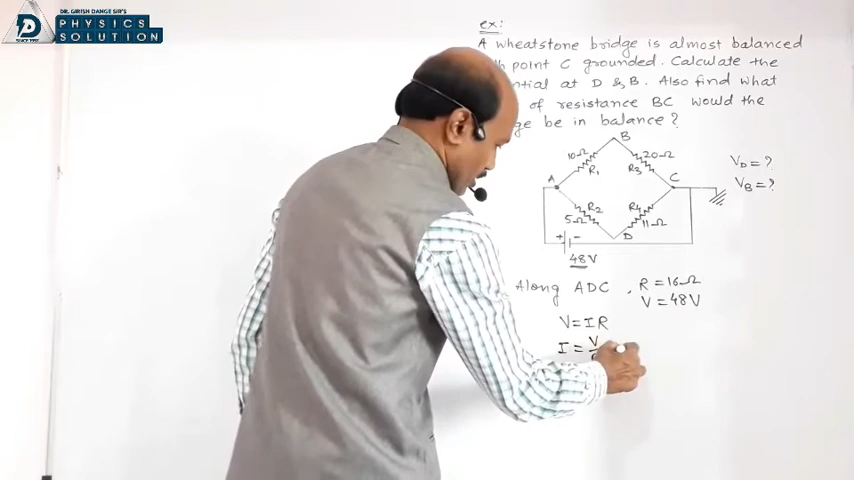 DR. GIRISH DANGE SIR'S
PHYSICS
SOLUTION
D
SINCE 1992
ex:
A wheatstone bridge is almost balanced
point C grounded. Calculate the
at D & B. Also find what
of resistance BC would the
be in balance?
B
10Ω
20Ω
R1
R3
A
C
R2
R4
5Ω
11Ω
D
+ -
48V
VD = ?
VB = ?
Along ADC, R = 16Ω
V = 48V
V = IR
I = V